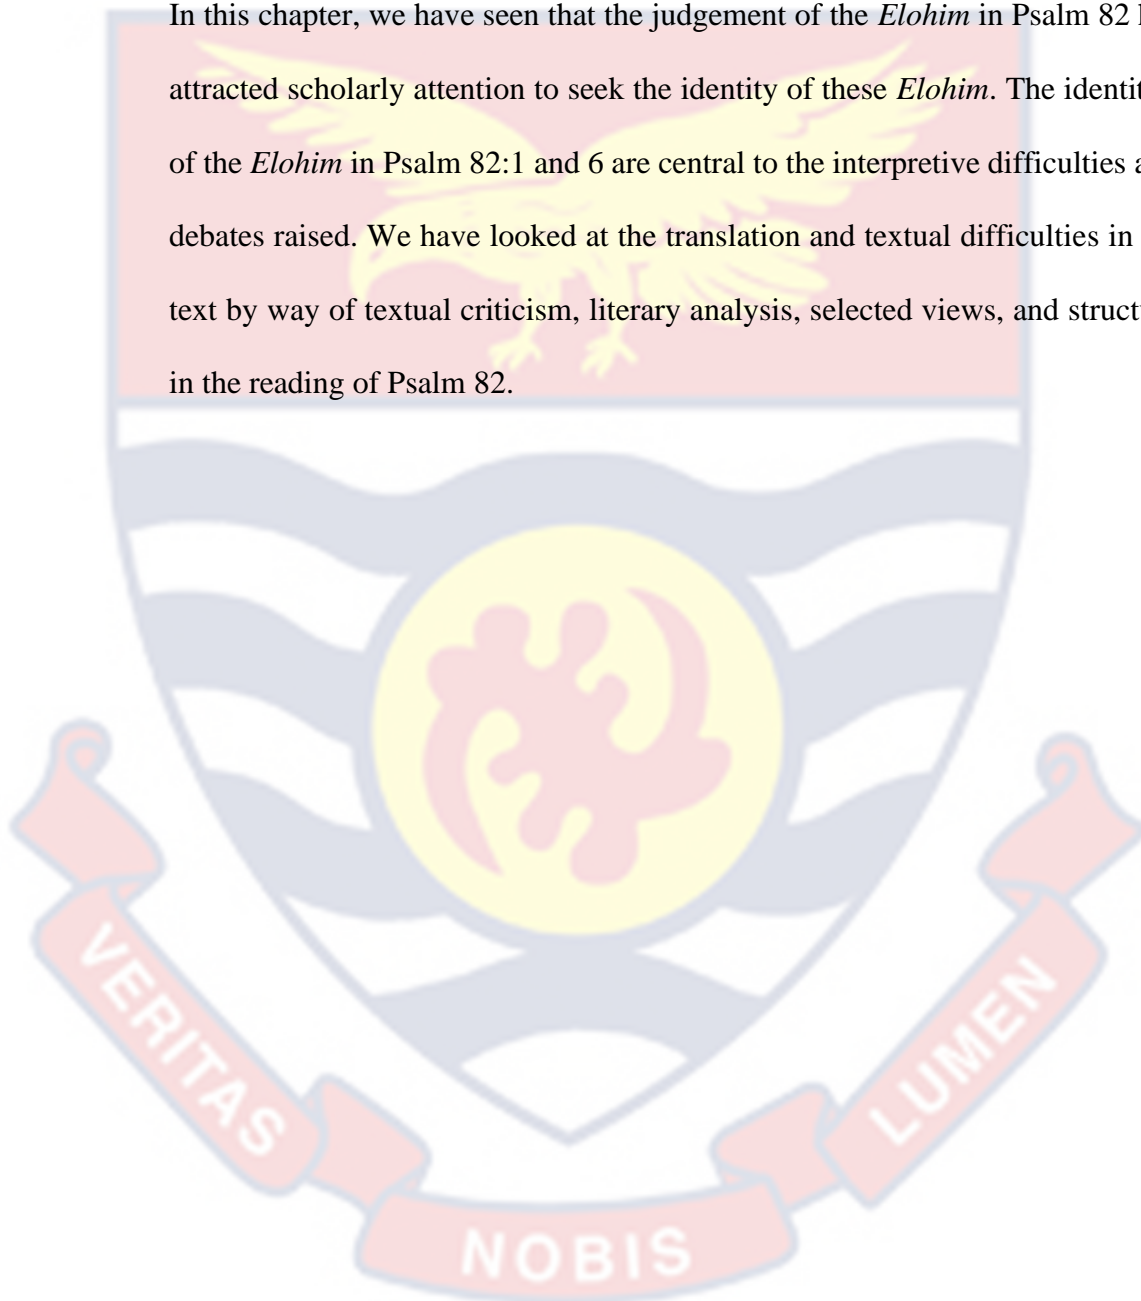 In this chapter, we have seen that the judgement of the Elohim in Psalm 82
attracted scholarly attention to seek the identity of these Elohim. The
of the Elohim in Psalm 82:1 and 6 are central to the interpretive difficulties
debates raised. We have looked at the translation and textual difficulties in
text by way of textual criticism, literary analysis, selected views, and
in the reading of Psalm 82.
VERITAS
NOBIS
LUMEN